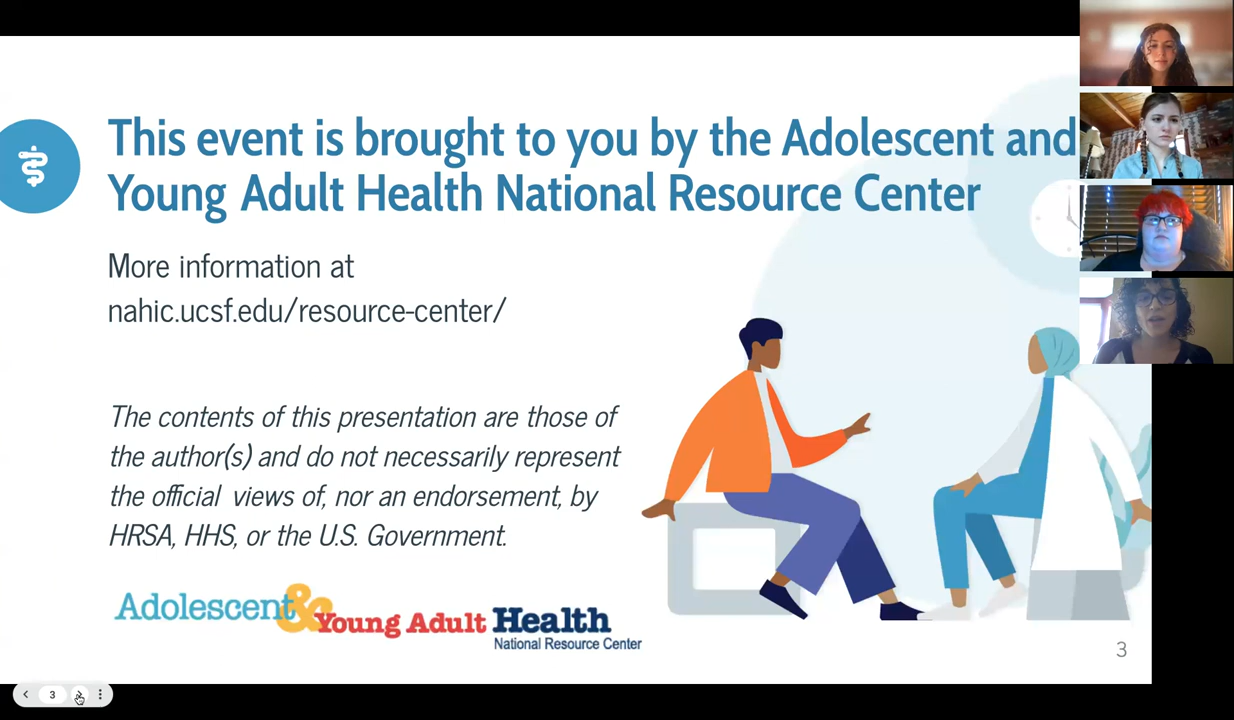 This event is brought to you by the Adolescent and
Young Adult Health National Resource Center
More information at
nahic.ucsf.edu/resource-center/
The contents of this presentation are those of
the author(s) and do not necessarily represent
the official views of, nor an endorsement, by
HRSA, HHS, or the U.S. Government.
Adolescent & Young Adult Health
National Resource Center
3
3